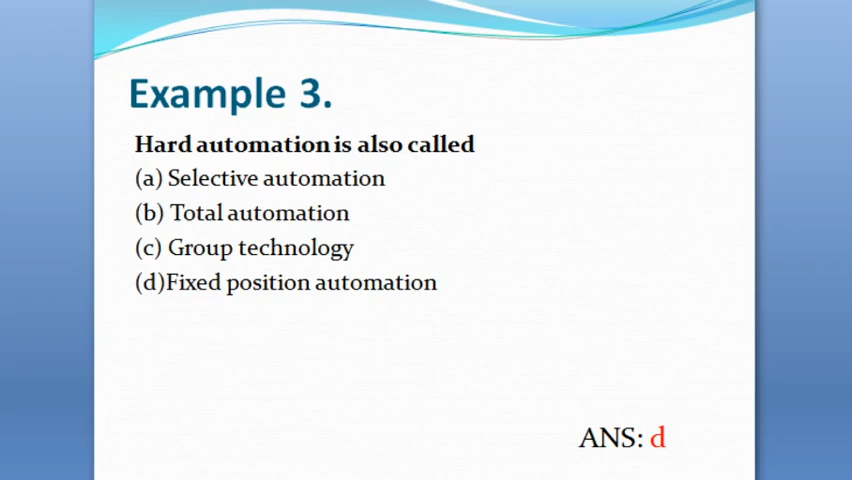 Example 3.
Hard automation is also called
(a) Selective automation
(b) Total automation
(c) Group technology
(d)Fixed position automation
ANS: d